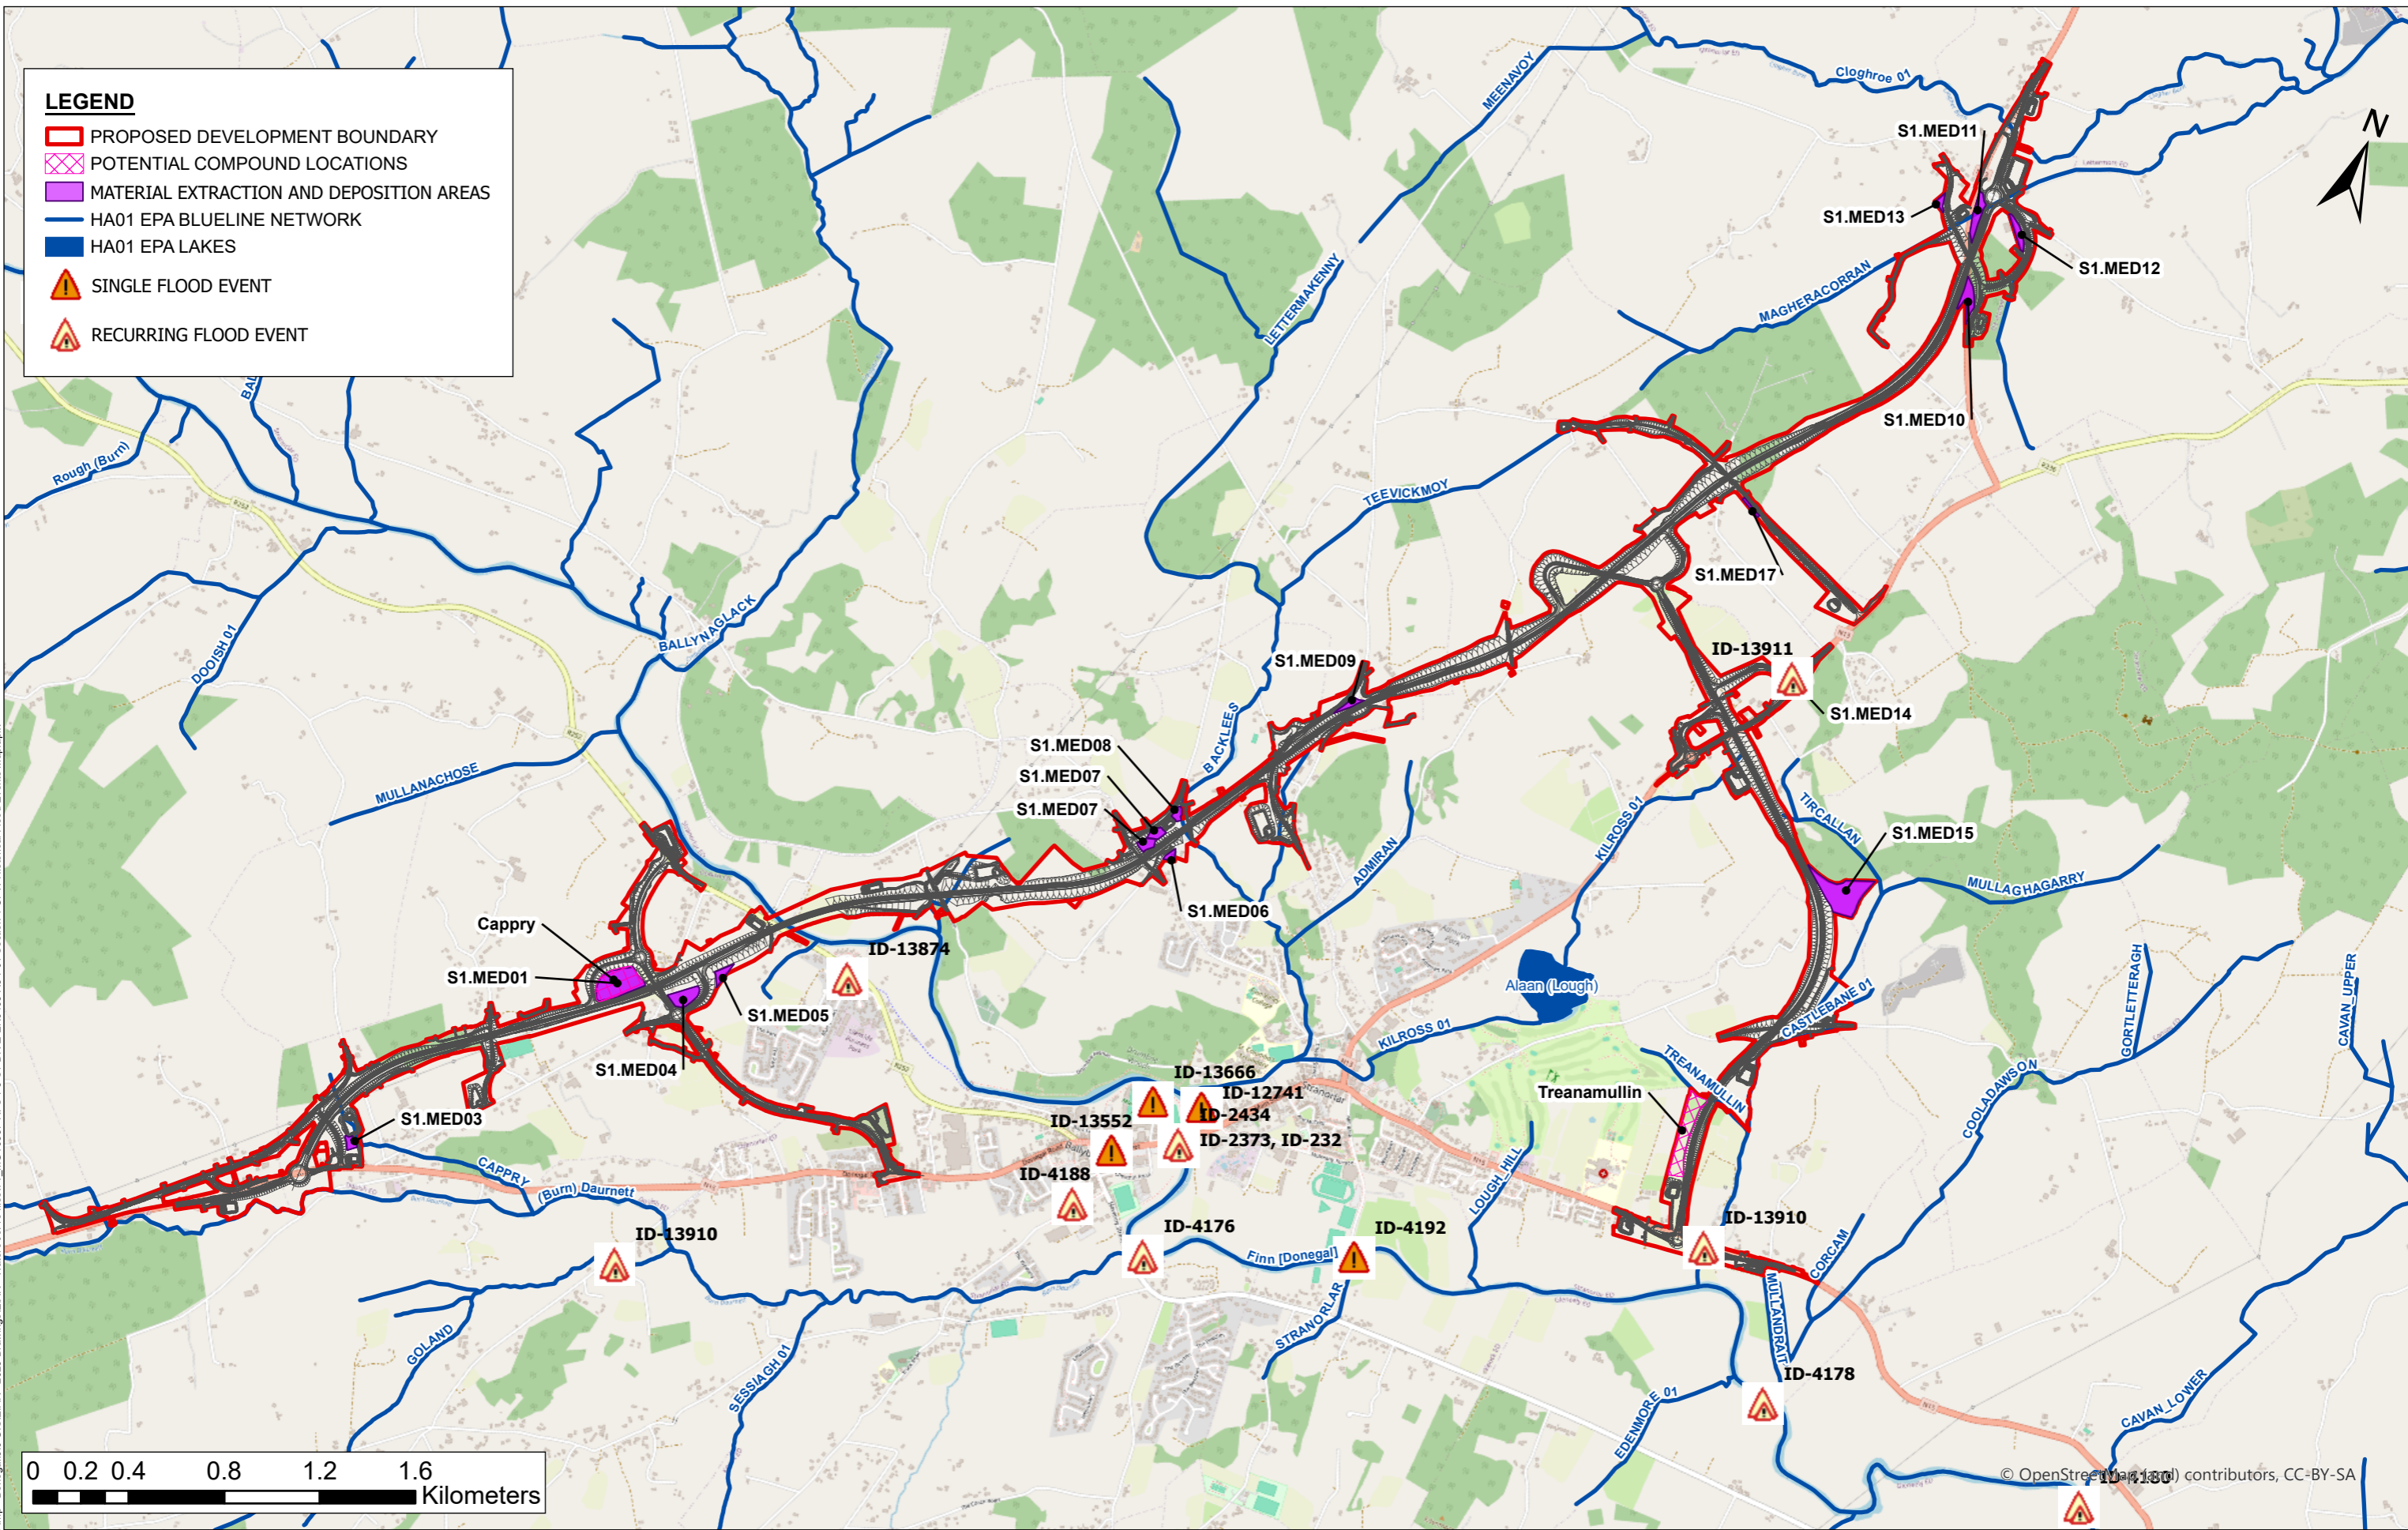 LEGEND
PROPOSED DEVELOPMENT BOUNDARY
POTENTIAL COMPOUND LOCATIONS
MATERIAL EXTRACTION AND DEPOSITION AREAS
HA01 EPA BLUELINE NETWORK
HA01 EPA LAKES
SINGLE FLOOD EVENT
RECURRING FLOOD EVENT
N
MEENAVOY
Cloghroe 01
S1.MED11
S1.MED13
S1.MED12
MAGHERACORRAN
LETTERMAKENNY
S1.MED10
Rough (Burn)
TEEVICKMOY
S1.MED17
BALLYNAGLACK
DOOISH 01
ID-13911
S1.MED09
S1.MED14
BACKLEES
S1.MED08
S1.MED07
S1.MED07
MULLANACHOSE
TIRCALLAN
KILROSS 01
S1.MED15
ADMIRAN
MULLAGHAGARRY
S1.MED06
Cappry
ID-13874
S1.MED01
GORTLETTERAGH
CAVAN_UPPER
Alaan (Lough)
S1.MED05
CASTLEBANE 01
KILROSS 01
S1.MED04
TREANAMULLIN
ID-13666
ID-12741
Stranorlar
Treanamullin
COOLADAWSON
S1.MED03
ID-2434
ID-13552
ID-2373, ID-232
CAPPRY
ID-4188
LOUGH_HILL
(Burn) Daurnett
ID-13910
ID-4176
ID-4192
ID-13910
Finn [Donegal]
CORCAM
MULLANDRAIT
STRANORLAR
GOLAND
SESSIAGH 01
ID-4178
EDENMORE 01
CAVAN_LOWER
0 0.2 0.4 0.8 1.2 1.6
Kilometers
© OpenStreetMap (and) contributors, CC-BY-SA
ID-4180